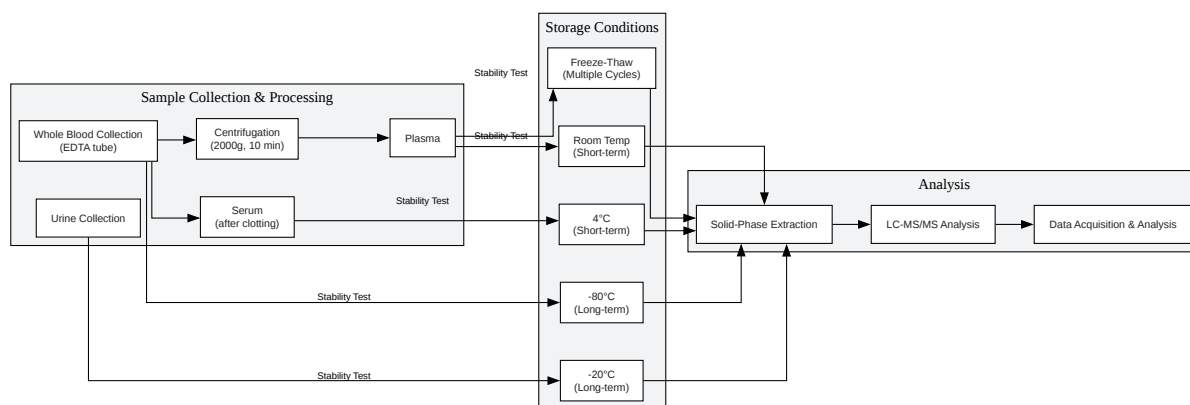 Storage Conditions
Freeze-Thaw
(Multiple Cycles)
Stability Test
Sample Collection & Processing
Whole Blood Collection
(EDTA tube)
Centrifugation
(2000g, 10 min)
Plasma
Stability Test
Room Temp
(Short-term)
Analysis
Urine Collection
Serum
(after clotting)
Stability Test
4°C
(Short-term)
Solid-Phase Extraction
LC-MS/MS Analysis
Data Acquisition & Analysis
Stability Test
-80°C
(Long-term)
Stability Test
-20°C
(Long-term)